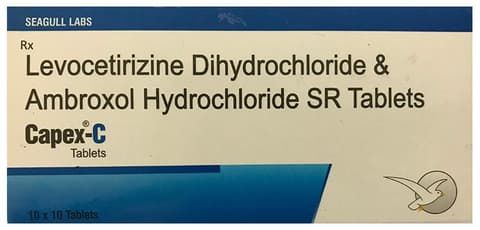 SEAGULL LABS
Rx
Levocetirizine Dihydrochloride &
Ambroxol Hydrochloride SR Tablets
Capex®-C
Tablets
10 x 10 Tablets